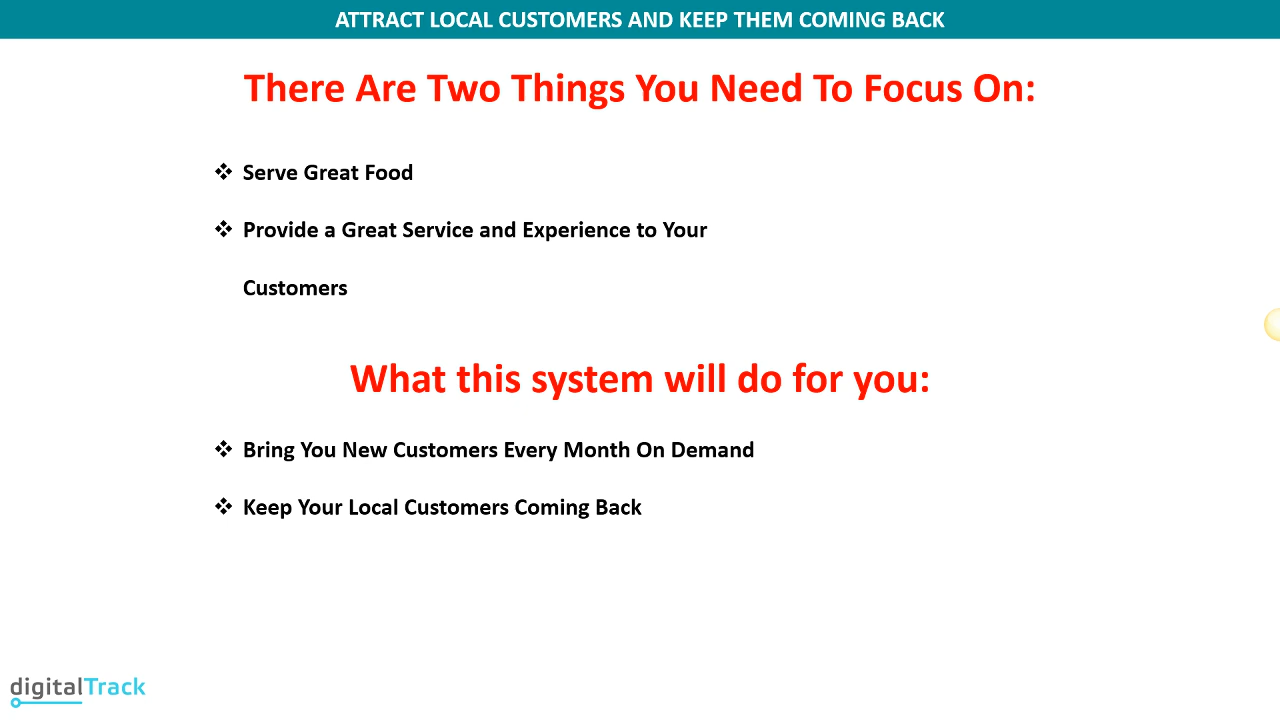 ATTRACT LOCAL CUSTOMERS AND KEEP THEM COMING BACK
There Are Two Things You Need To Focus On:
❖ Serve Great Food
❖ Provide a Great Service and Experience to Your
Customers
What this system will do for you:
❖ Bring You New Customers Every Month On Demand
❖ Keep Your Local Customers Coming Back
digitalTrack